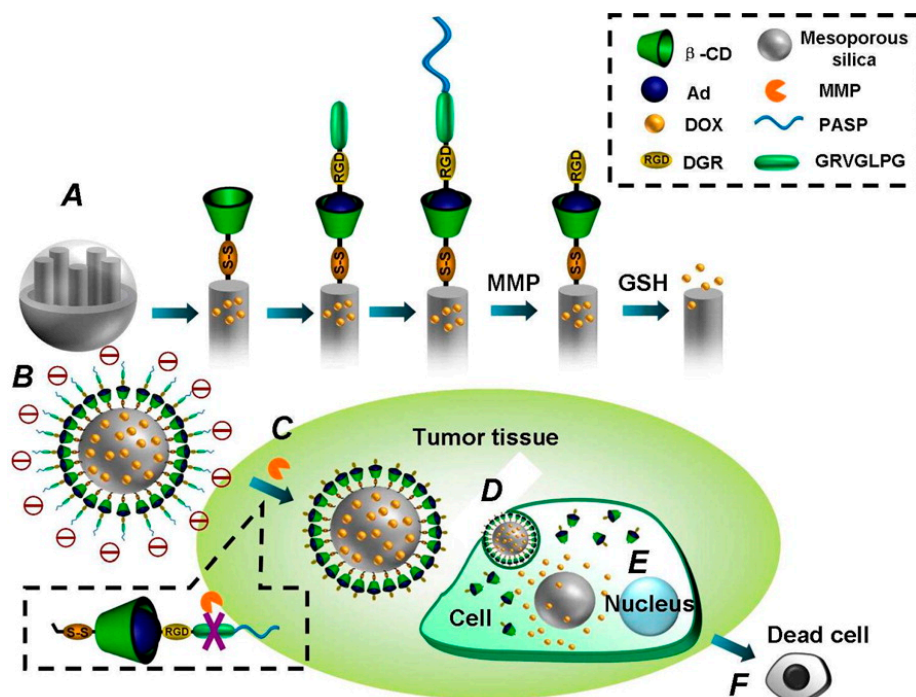 β-CD
Mesoporous
silica
Ad
MMP
DOX
PASP
RGD
DGR
GRVGLPG
A
S-S
RGD
S-S
RGD
S-S
RGD
S-S
MMP
GSH
B
C
Tumor tissue
D
E
Cell
Nucleus
S-S
RGD
Dead cell
F